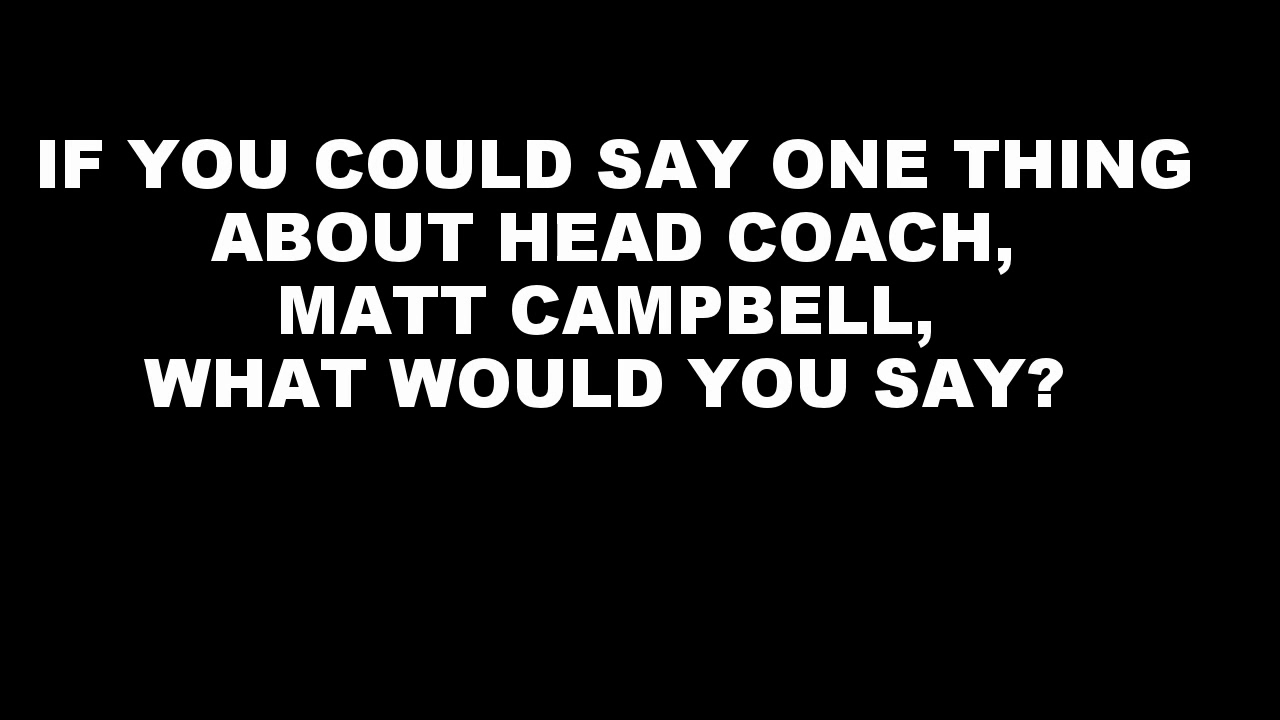 IF YOU COULD SAY ONE THING
ABOUT HEAD COACH,
MATT CAMPBELL,
WHAT WOULD YOU SAY?